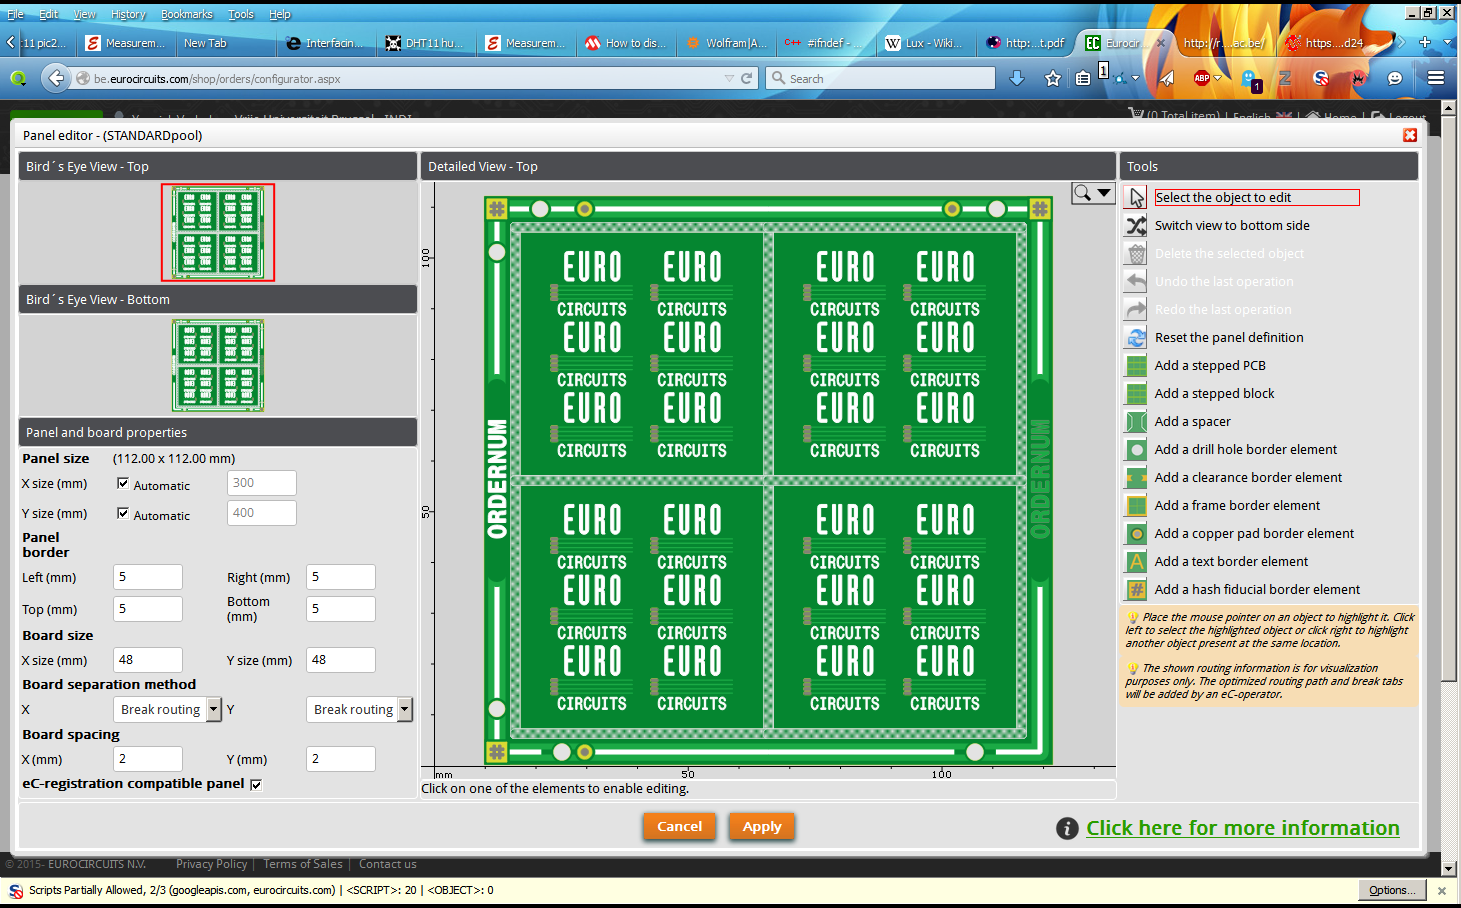 File Edit View History Bookmarks Tools Help
:11 pic2... Measurem... New Tab Interfacin... DHT11 hu... Measurem... How to dis... Wolfram|A... #ifndef - ... Lux - Wiki... http:...t.pdf Eurocir... http://r....ac.be/ https....d24
be.eurocircuits.com/shop/orders/configurator.aspx
Search
1
ABP
1
(0 Total item) | English | Home | Logout
Panel editor - (STANDARDpool)
Bird´s Eye View - Top
Detailed View - Top
Tools
Select the object to edit
Switch view to bottom side
Delete the selected object
Undo the last operation
Redo the last operation
Reset the panel definition
Add a stepped PCB
Add a stepped block
Add a spacer
Add a drill hole border element
Add a clearance border element
Add a frame border element
Add a copper pad border element
Add a text border element
Add a hash fiducial border element
Place the mouse pointer on an object to highlight it. Click
left to select the highlighted object or click right to highlight
another object present at the same location.
The shown routing information is for visualization
purposes only. The optimized routing path and break tabs
will be added by an eC-operator.
Bird´s Eye View - Bottom
Panel and board properties
Panel size (112.00 x 112.00 mm)
X size (mm) Automatic 300
Y size (mm) Automatic 400
Panel
border
Left (mm) 5 Right (mm) 5
Top (mm) 5 Bottom
(mm) 5
Board size
X size (mm) 48 Y size (mm) 48
Board separation method
X Break routing Y Break routing
Board spacing
X (mm) 2 Y (mm) 2
eC-registration compatible panel
100
50
ORDERNUM
ORDERNUM
EURO EURO EURO EURO
CIRCUITS CIRCUITS CIRCUITS CIRCUITS
EURO EURO EURO EURO
CIRCUITS CIRCUITS CIRCUITS CIRCUITS
EURO EURO EURO EURO
CIRCUITS CIRCUITS CIRCUITS CIRCUITS
EURO EURO EURO EURO
CIRCUITS CIRCUITS CIRCUITS CIRCUITS
EURO EURO EURO EURO
CIRCUITS CIRCUITS CIRCUITS CIRCUITS
EURO EURO EURO EURO
CIRCUITS CIRCUITS CIRCUITS CIRCUITS
mm 50 100
Click on one of the elements to enable editing.
Cancel Apply
Click here for more information
© 2015- EUROCIRCUITS N.V. Privacy Policy | Terms of Sales | Contact us
Scripts Partially Allowed, 2/3 (googleapis.com, eurocircuits.com) | <SCRIPT>: 20 | <OBJECT>: 0
Options...